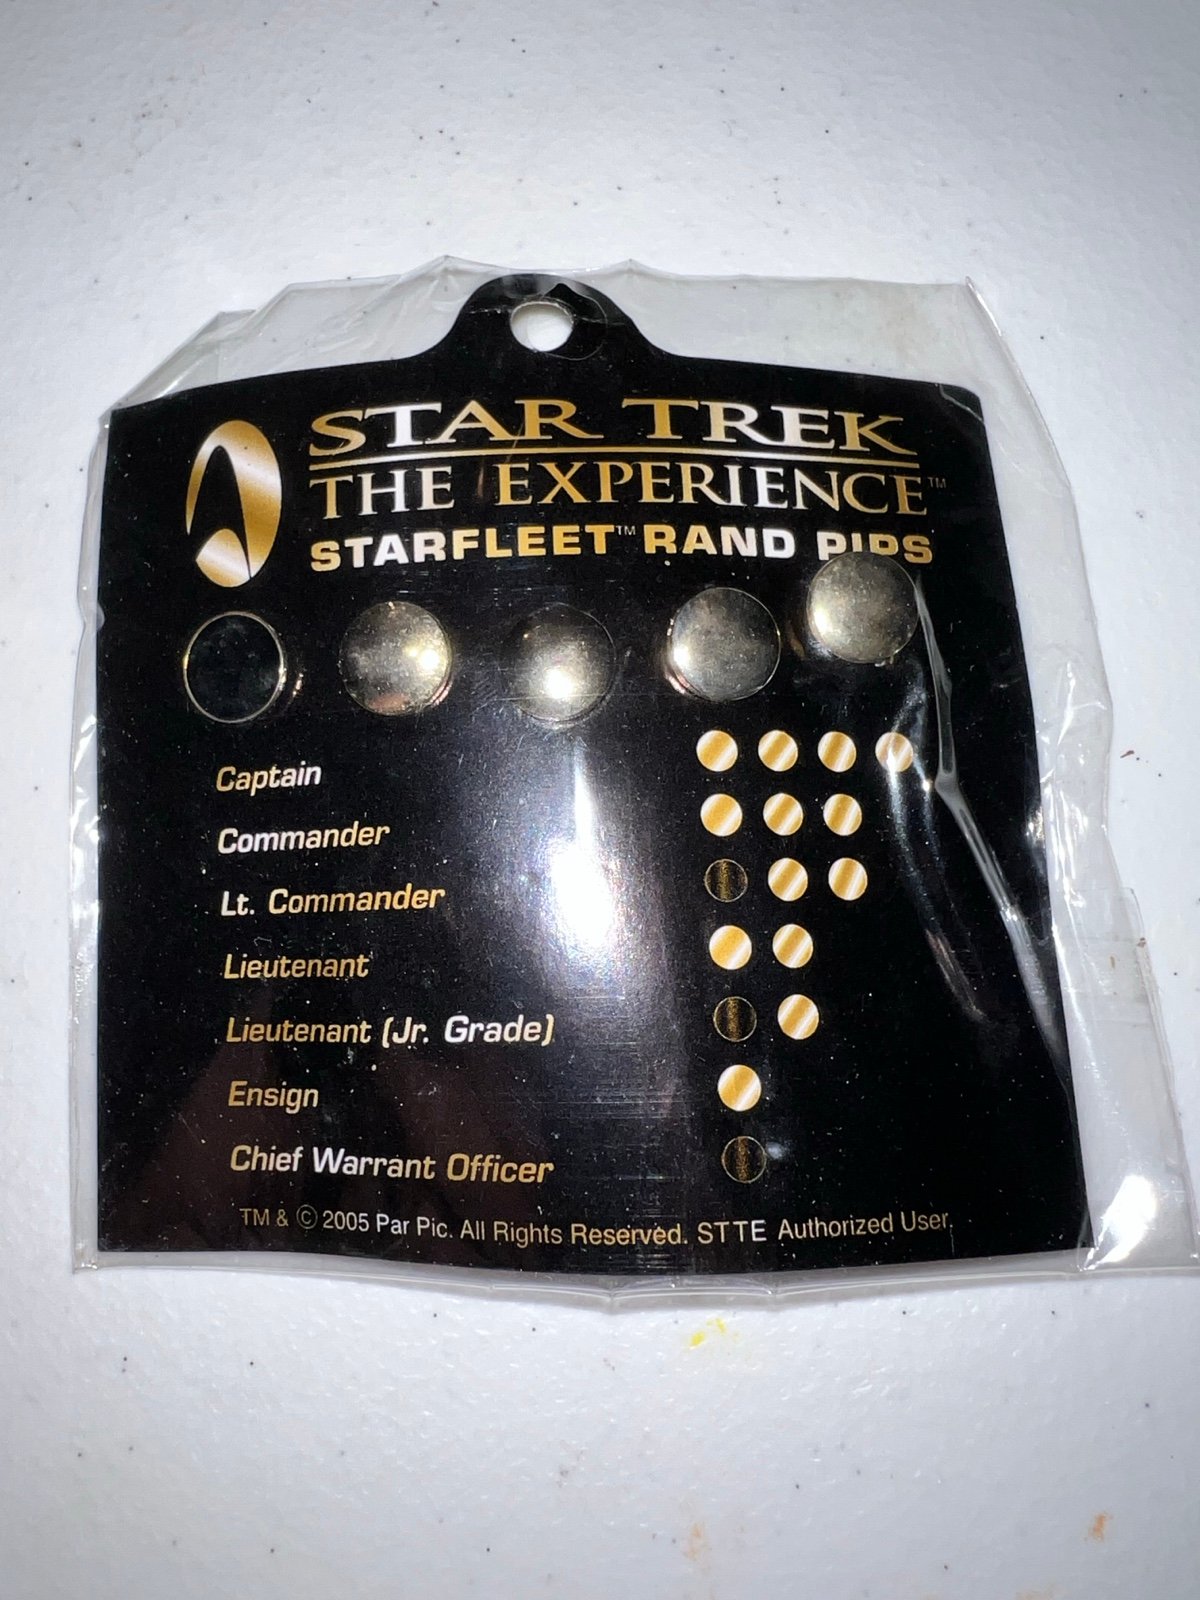 STAR TREK
THE EXPERIENCE™
STARFLEET™ RAND PIPS
Captain
Commander
Lt. Commander
Lieutenant
Lieutenant (Jr. Grade)
Ensign
Chief Warrant Officer
TM & © 2005 Par Pic. All Rights Reserved. STTE Authorized User.